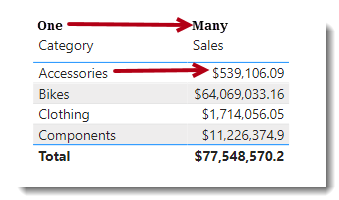 One Many
Category Sales
Accessories $539,106.09
Bikes $64,069,033.16
Clothing $1,714,056.05
Components $11,226,374.9
Total $77,548,570.2